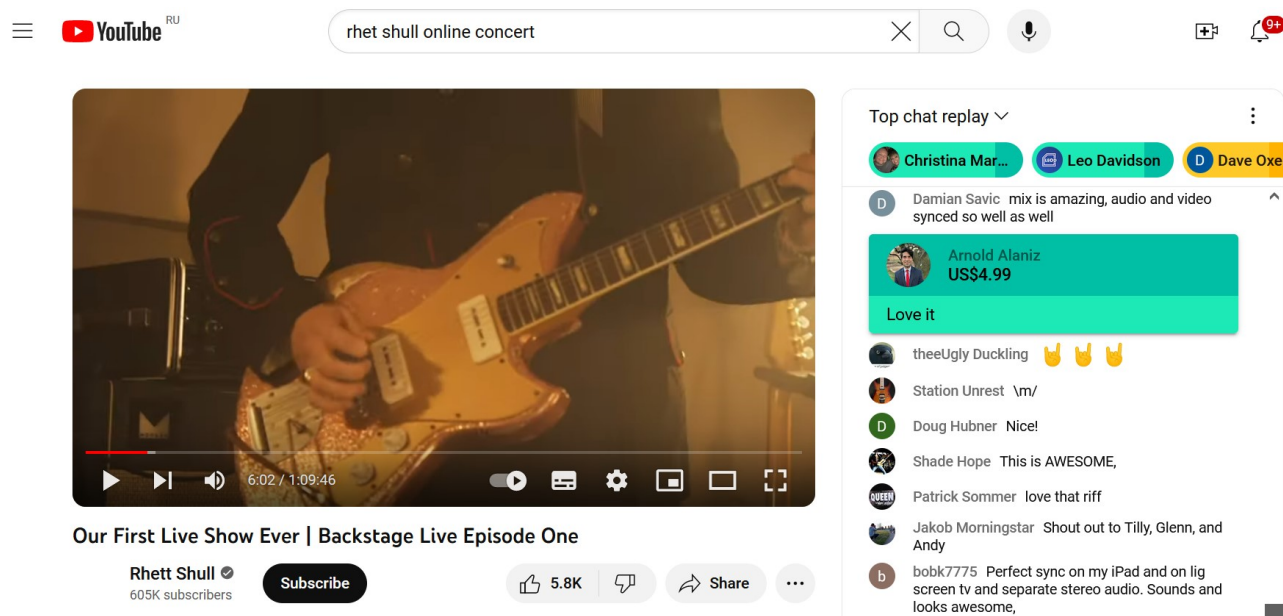 YouTube RU
rhet shull online concert
9+
Top chat replay
Christina Mar...
Leo Davidson
D Dave Oxe
D Damian Savic mix is amazing, audio and video
synced so well as well
Arnold Alaniz
US$4.99
Love it
theeUgly Duckling
Station Unrest \m/
D Doug Hubner Nice!
Shade Hope This is AWESOME,
QUEEN Patrick Sommer love that riff
Jakob Morningstar Shout out to Tilly, Glenn, and
Andy
b bobk7775 Perfect sync on my iPad and on lig
screen tv and separate stereo audio. Sounds and
looks awesome,
6:02 / 1:09:46
Our First Live Show Ever | Backstage Live Episode One
Rhett Shull
605K subscribers
Subscribe
5.8K
Share